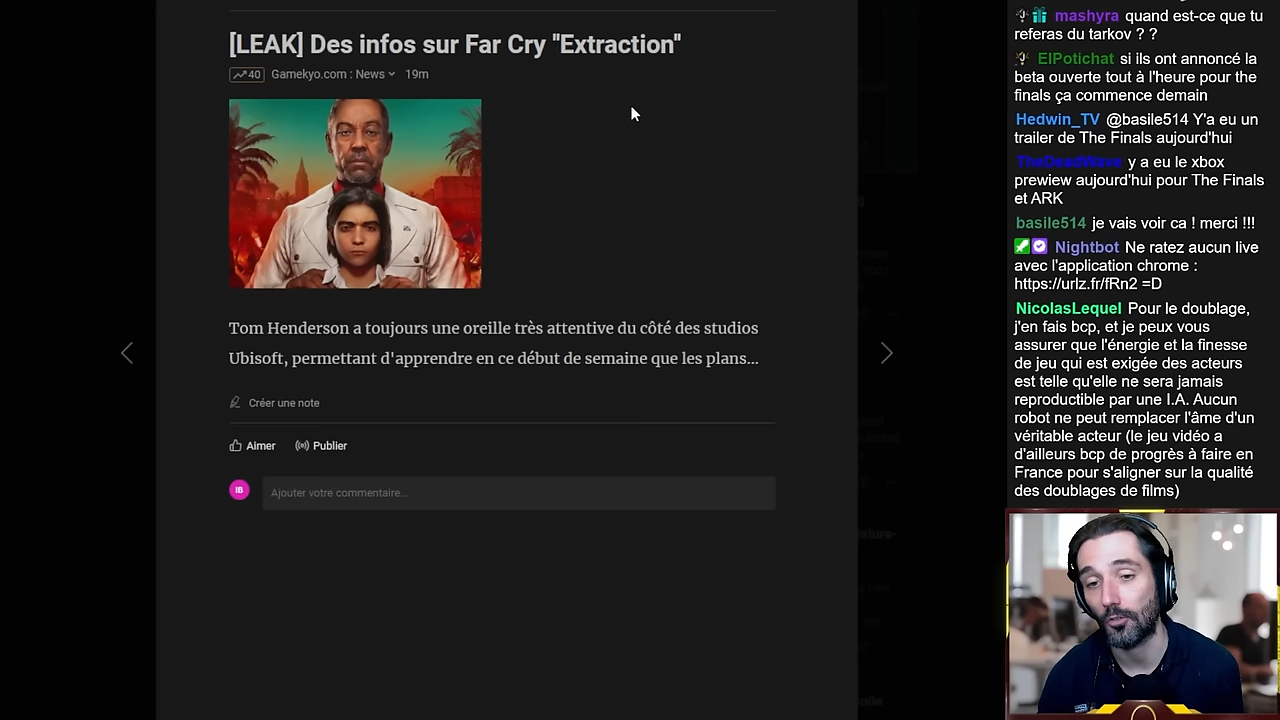 [LEAK] Des infos sur Far Cry "Extraction"
40 Gamekyo.com : News 19m
Tom Henderson a toujours une oreille très attentive du côté des studios
Ubisoft, permettant d'apprendre en ce début de semaine que les plans...
Créer une note
Aimer Publier
IB Ajouter votre commentaire...
mashyra quand est-ce que tu
referas du tarkov ? ?
ElPotichat si ils ont annoncé la
beta ouverte tout à l'heure pour the
finals ça commence demain
Hedwin_TV @basile514 Y'a eu un
trailer de The Finals aujourd'hui
TheDeadWave y a eu le xbox
prewiew aujourd'hui pour The Finals
et ARK
basile514 je vais voir ca ! merci !!!
Nightbot Ne ratez aucun live
avec l'application chrome :
https://urlz.fr/fRn2 =D
NicolasLequel Pour le doublage,
j'en fais bcp, et je peux vous
assurer que l'énergie et la finesse
de jeu qui est exigée des acteurs
est telle qu'elle ne sera jamais
reproductible par une I.A. Aucun
robot ne peut remplacer l'âme d'un
véritable acteur (le jeu vidéo a
d'ailleurs bcp de progrès à faire en
France pour s'aligner sur la qualité
des doublages de films)